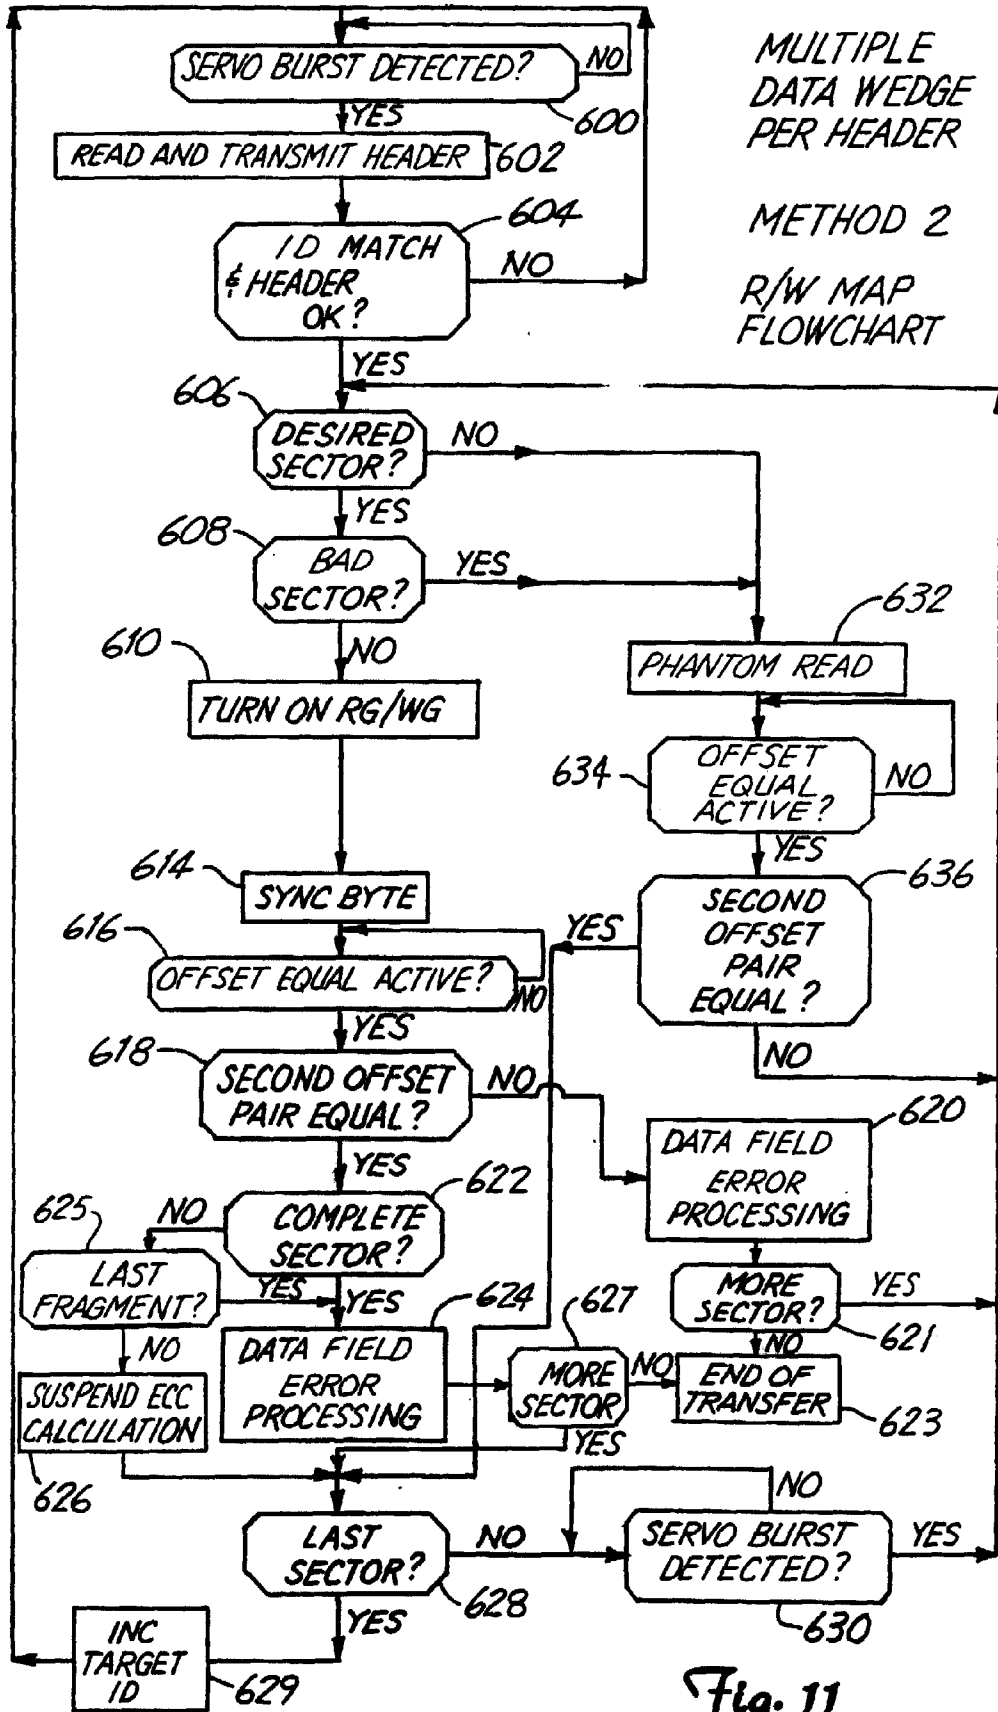 SERVO BURST DETECTED?
NO
600
YES
READ AND TRANSMIT HEADER
602
604
ID MATCH
& HEADER
OK?
NO
YES
MULTIPLE
DATA WEDGE
PER HEADER
METHOD 2
R/W MAP
FLOWCHART
606
DESIRED
SECTOR?
NO
YES
608
BAD
SECTOR?
YES
NO
610
TURN ON RG/WG
632
PHANTOM READ
634
OFFSET
EQUAL
ACTIVE?
NO
YES
636
SECOND
OFFSET
PAIR
EQUAL?
YES
NO
614
SYNC BYTE
616
OFFSET EQUAL ACTIVE?
NO
YES
618
SECOND OFFSET
PAIR EQUAL?
NO
YES
620
DATA FIELD
ERROR
PROCESSING
622
COMPLETE
SECTOR?
NO
YES
625
LAST
FRAGMENT?
YES
NO
624
DATA FIELD
ERROR
PROCESSING
627
MORE
SECTOR
NO
YES
MORE
SECTOR?
YES
621
NO
END OF
TRANSFER
623
SUSPEND ECC
CALCULATION
626
LAST
SECTOR?
NO
628
YES
NO
SERVO BURST
DETECTED?
YES
630
INC
TARGET
ID
629
Fig. 11